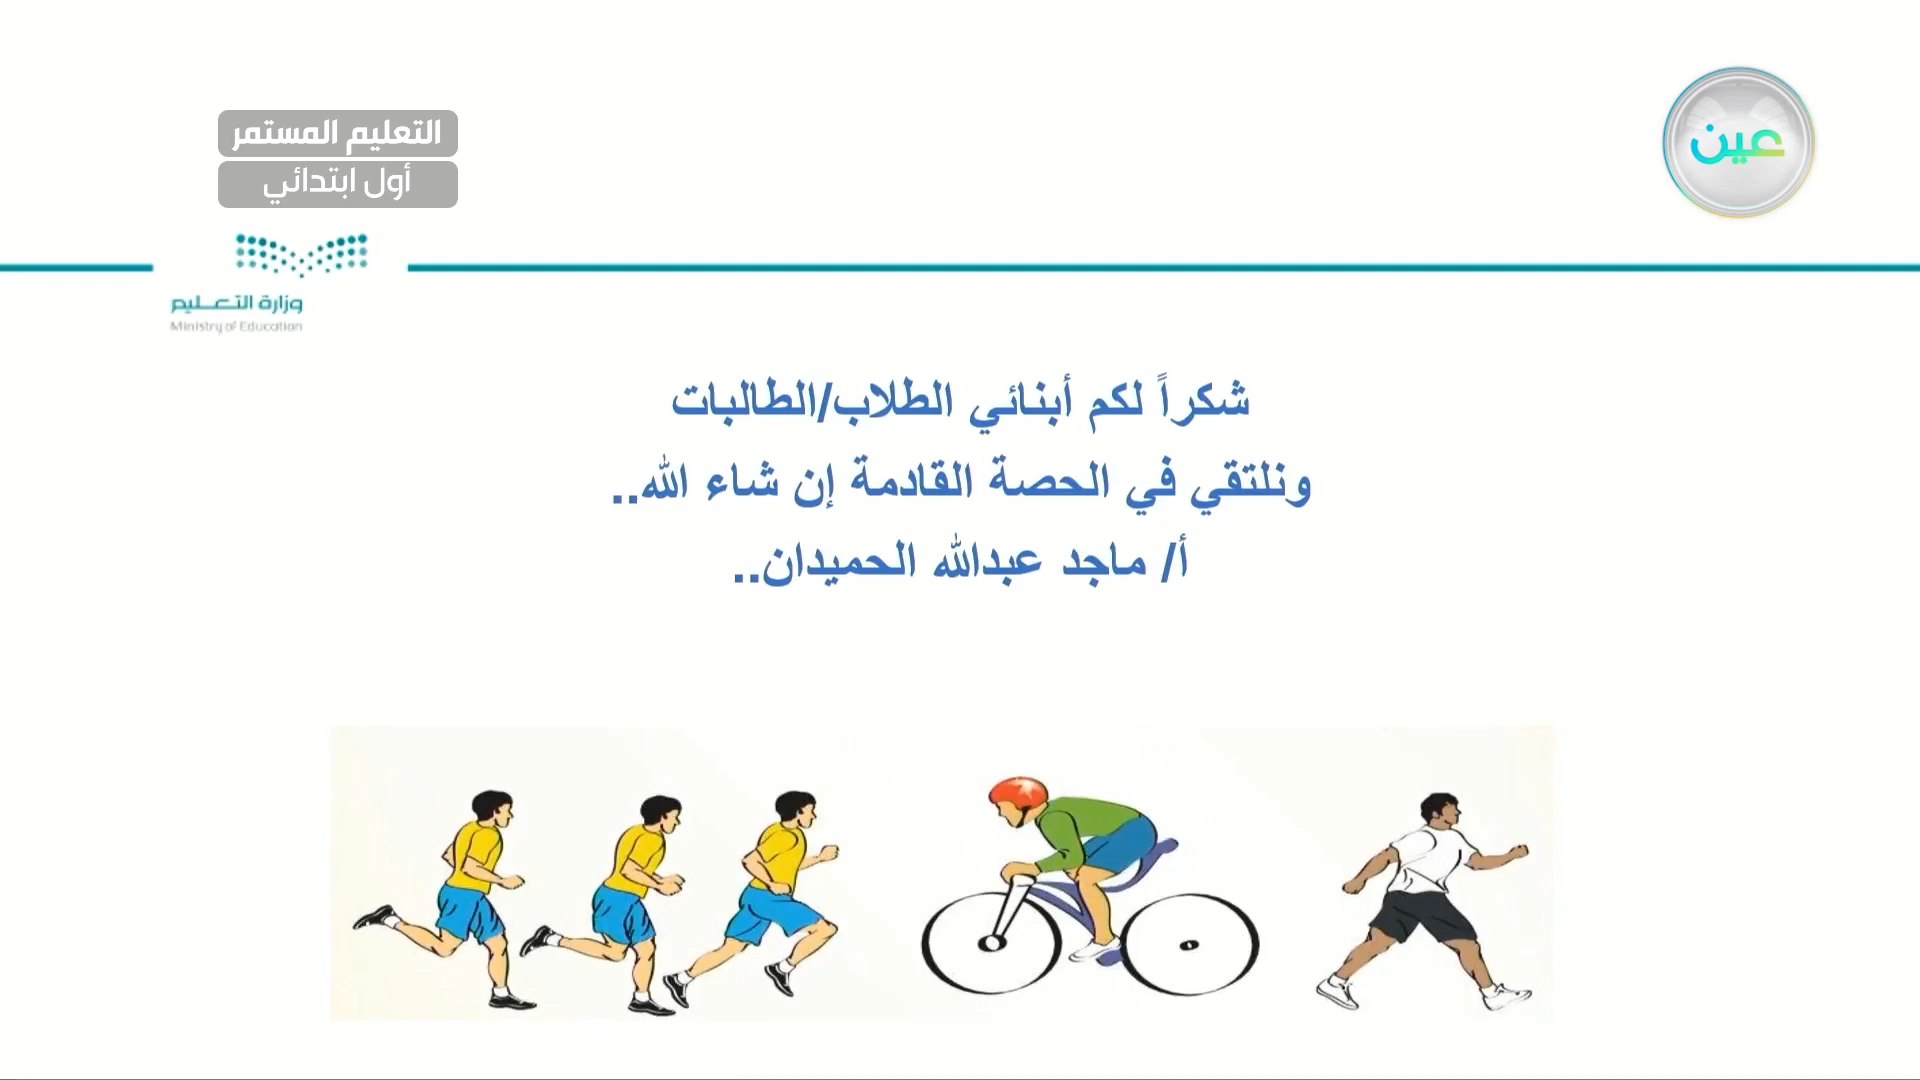 التعليم المستمر
أول ابتدائي
عين
وزارة التعـــليم
Ministry of Education
شكراً لكم أبنائي الطلاب/الطالبات
ونلتقي في الحصة القادمة إن شاء الله..
أ/ ماجد عبدالله الحميدان..